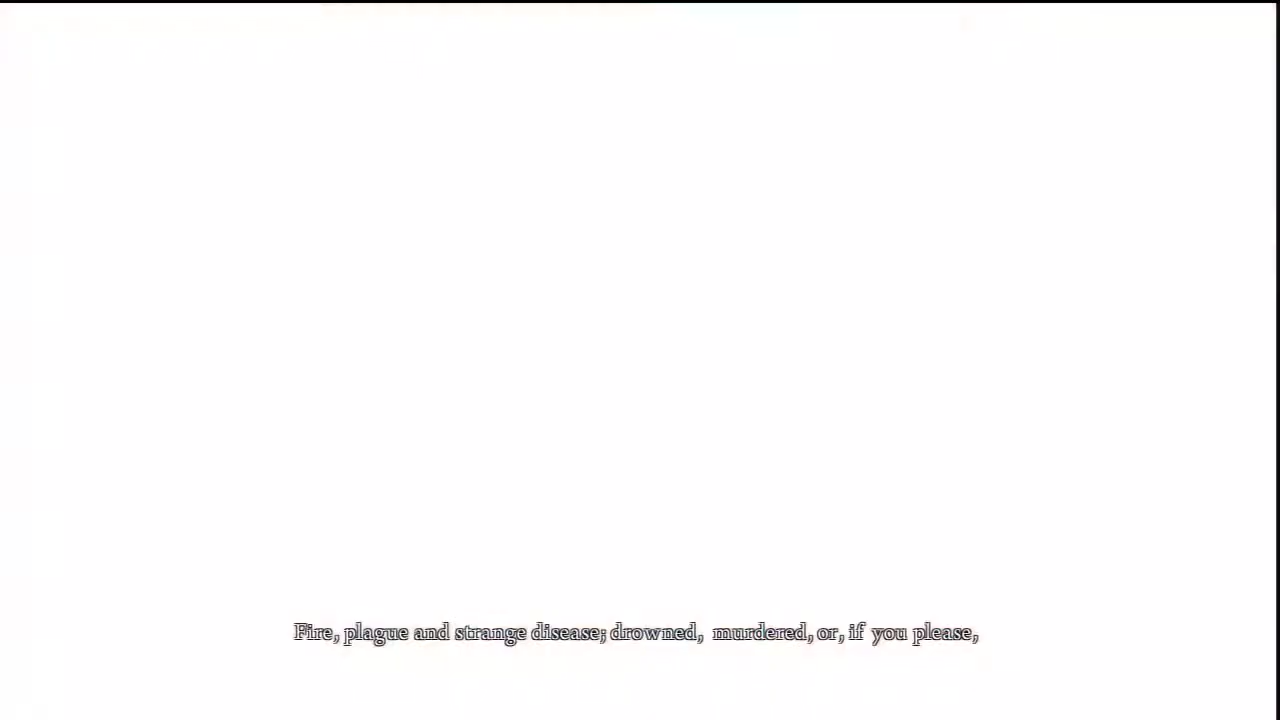 Fire, plague and strange disease; drowned, murdered, or, if you please,